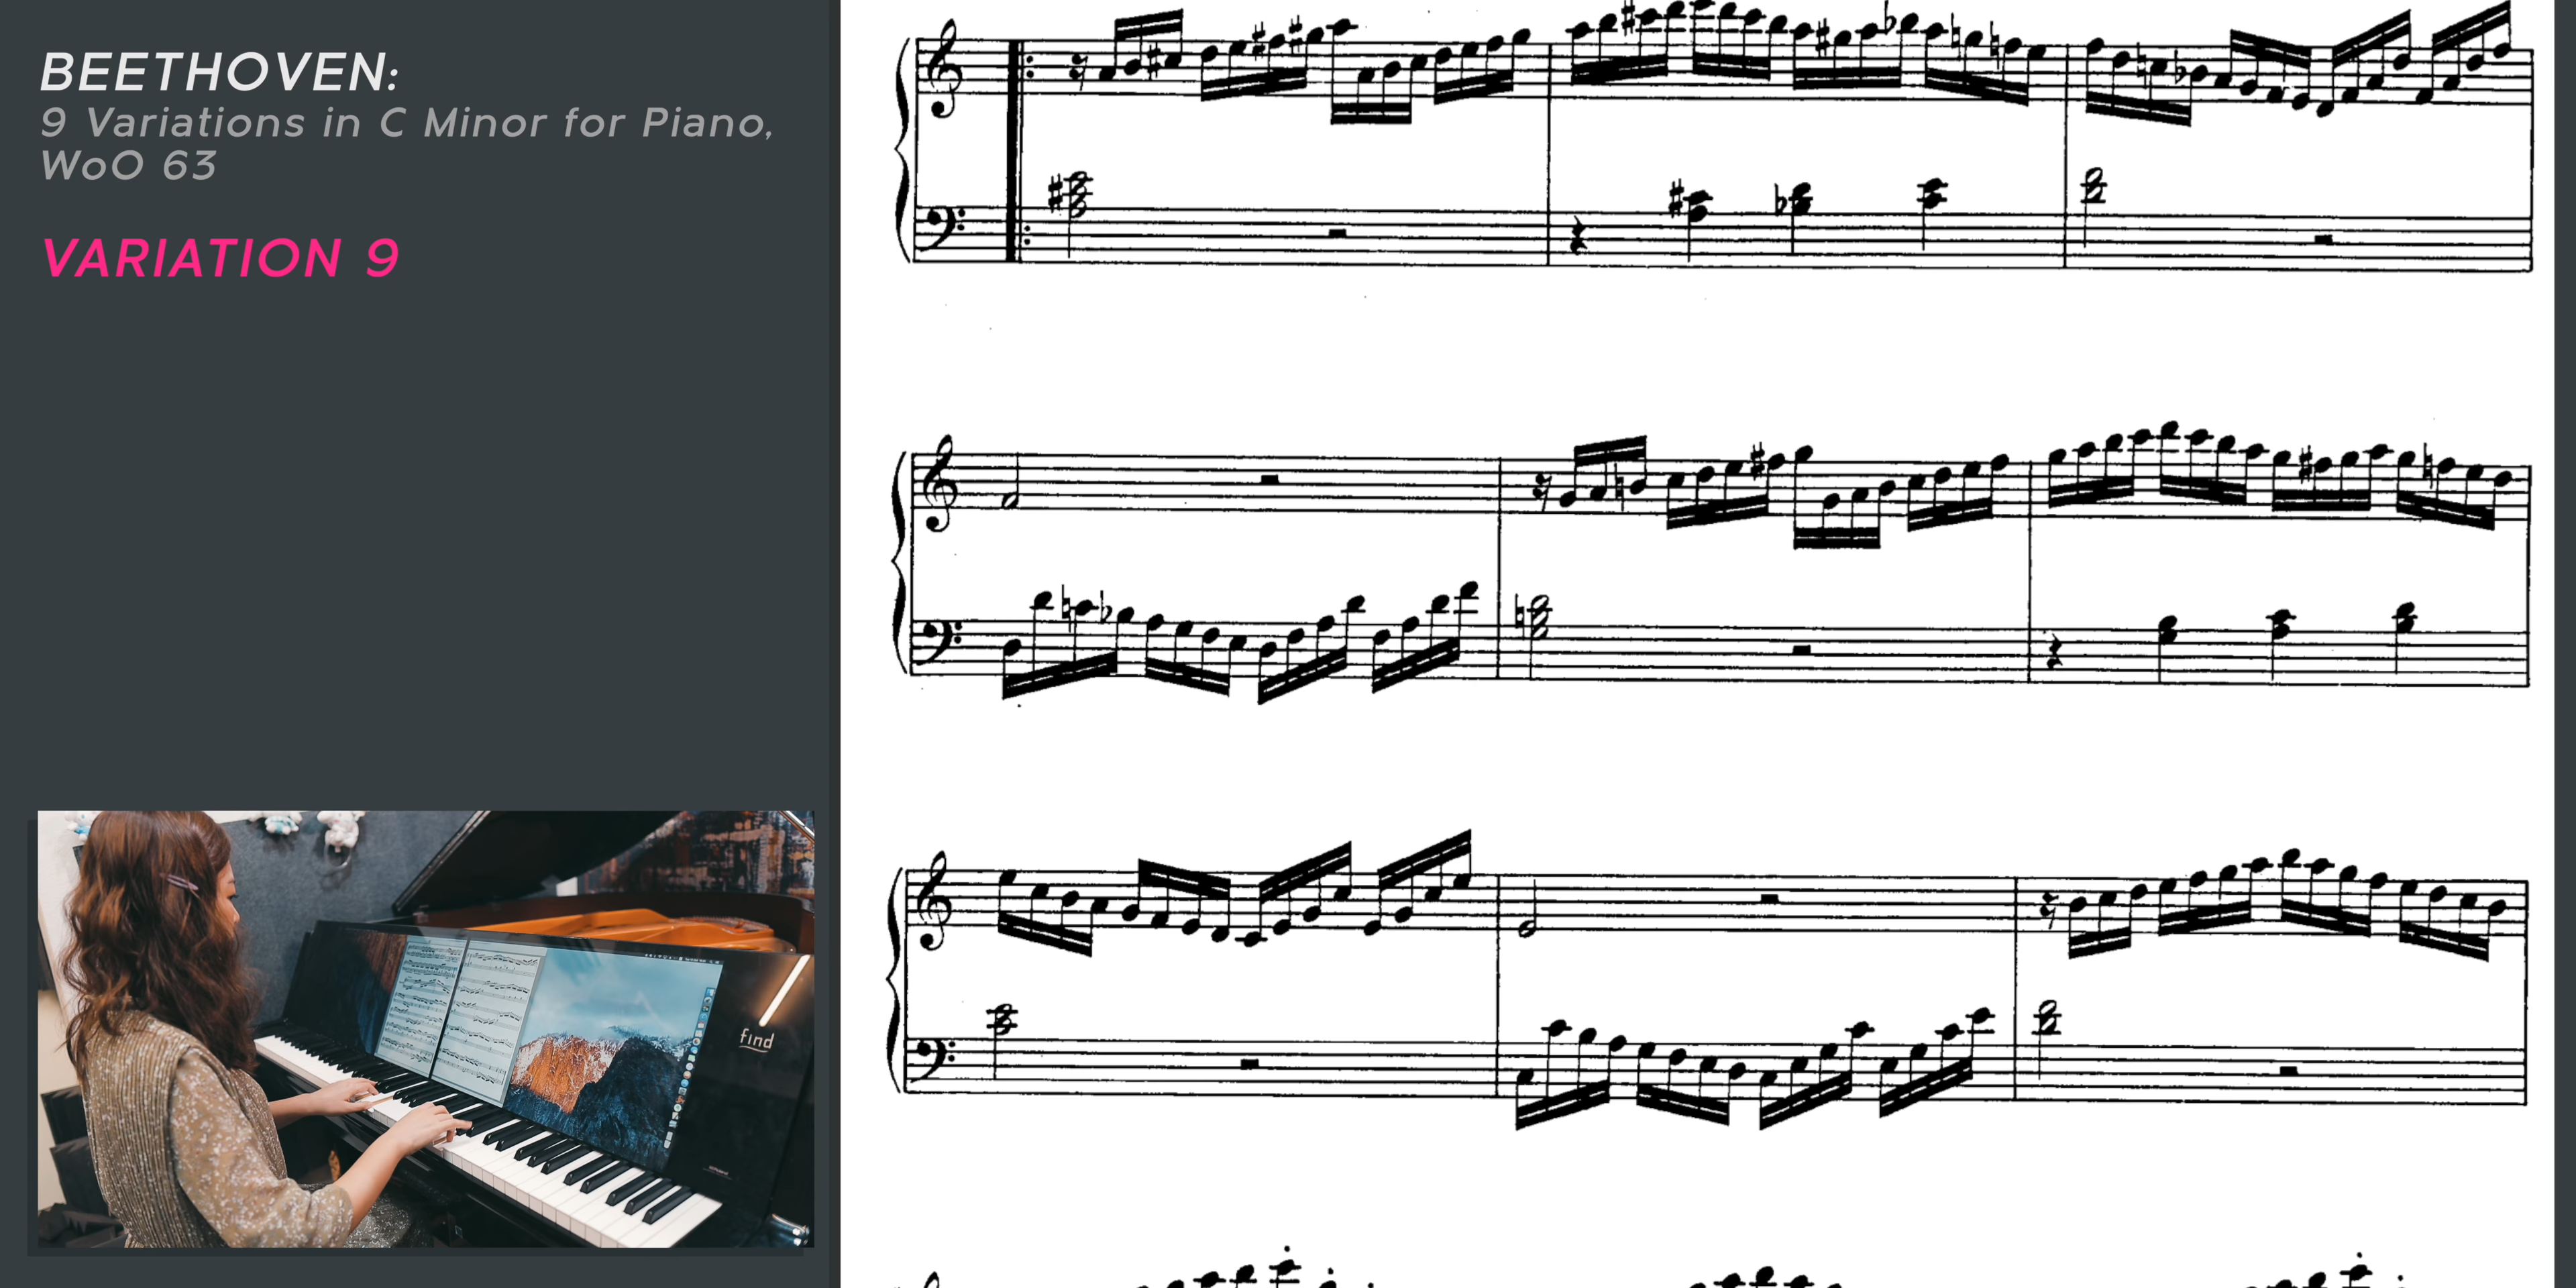 BEETHOVEN:
9 Variations in C Minor for Piano,
WoO 63
VARIATION 9
find